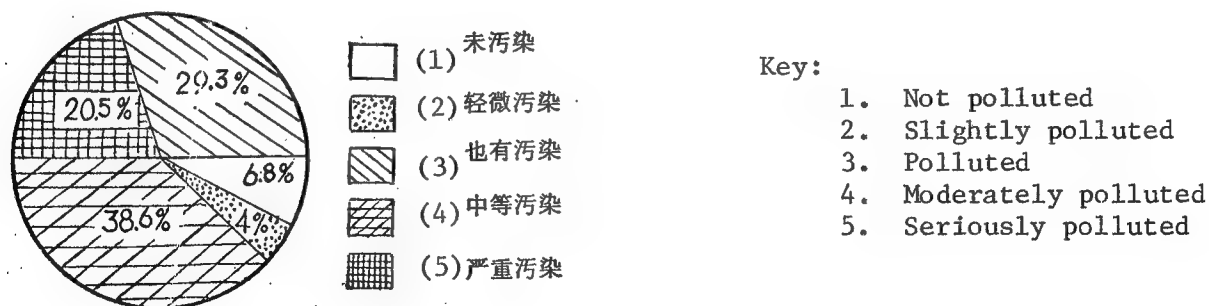 29.3%
20.5%
6.8%
4%
38.6%
(1) 未污染
(2) 轻微污染
(3) 也有污染
(4) 中等污染
(5) 严重污染
Key:
1. Not polluted
2. Slightly polluted
3. Polluted
4. Moderately polluted
5. Seriously polluted